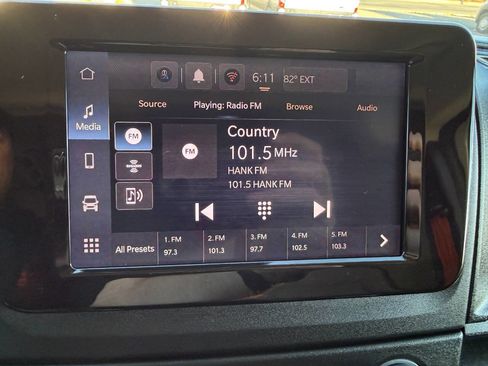 6:11
82° EXT
Source
Playing: Radio FM
Browse
Audio
Media
FM
FM
Country
101.5 MHz
HANK FM
101.5 HANK FM
SiriusXM
All Presets
1. FM
97.3
2. FM
101.3
3. FM
97.7
4. FM
102.5
5. FM
103.3